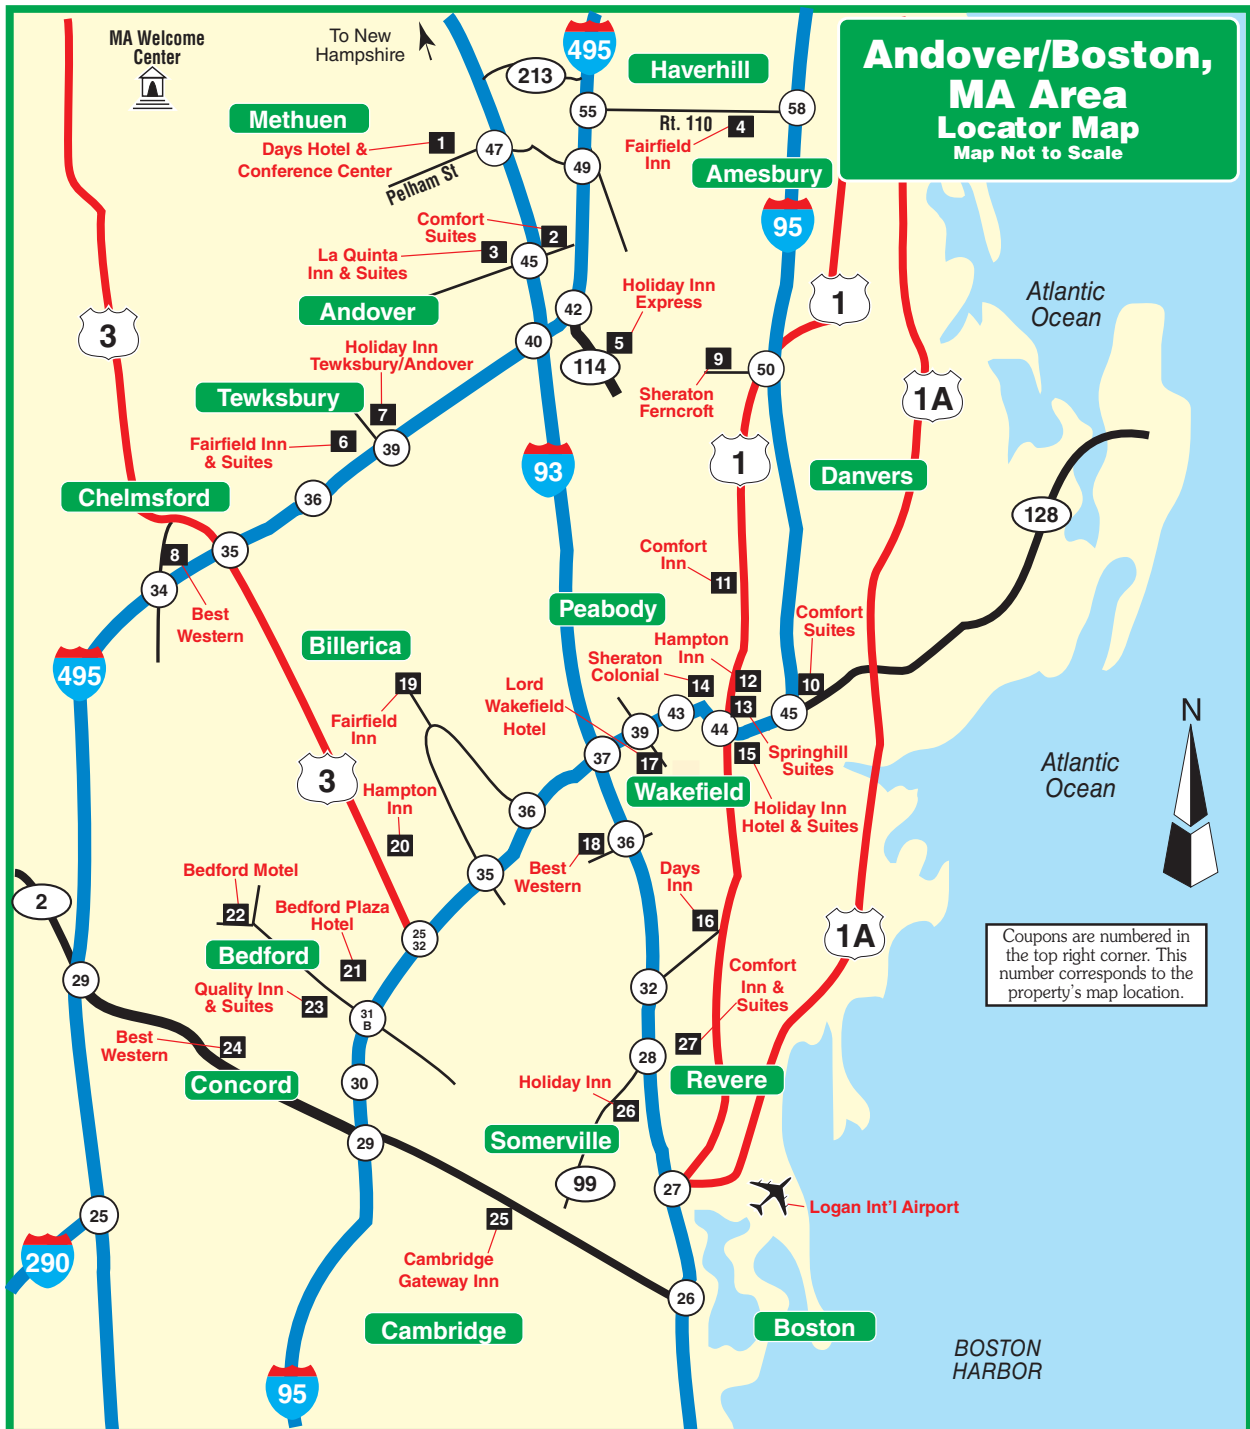 MA Welcome
Center
To New
Hampshire
495
213
Haverhill
Andover/Boston,
MA Area
Locator Map
Map Not to Scale
55
58
Rt. 110
4
Fairfield
Inn
Methuen
1
Days Hotel &
Conference Center
47
49
Pelham St
Amesbury
95
Comfort
Suites
2
3
La Quinta
Inn & Suites
45
Andover
42
Holiday Inn
Express
5
114
40
1
Atlantic
Ocean
3
Holiday Inn
Tewksbury/Andover
7
Tewksbury
6
Fairfield Inn
& Suites
39
9
50
Sheraton
Ferncroft
1A
1
93
Danvers
Chelmsford
36
128
35
8
34
Best
Western
Comfort
Inn
11
Peabody
Comfort
Suites
10
495
Billerica
Hampton
Inn
12
Sheraton
Colonial
14
13
45
Springhill
Suites
19
Fairfield
Inn
Lord
Wakefield
Hotel
43
44
39
17
15
37
Wakefield
Holiday Inn
Hotel & Suites
N
Atlantic
Ocean
3
Hampton
Inn
20
36
35
18
36
Best
Western
Days
Inn
16
2
Bedford Motel
22
Bedford Plaza
Hotel
21
25
32
Bedford
1A
Coupons are numbered in
the top right corner. This
number corresponds to the
property's map location.
29
Quality Inn
& Suites
23
31
B
32
Comfort
Inn &
Suites
27
Best
Western
24
28
Concord
30
Revere
Holiday Inn
26
29
Somerville
99
27
Logan Int'l Airport
25
290
25
Cambridge
Gateway Inn
26
Cambridge
Boston
BOSTON
HARBOR
95